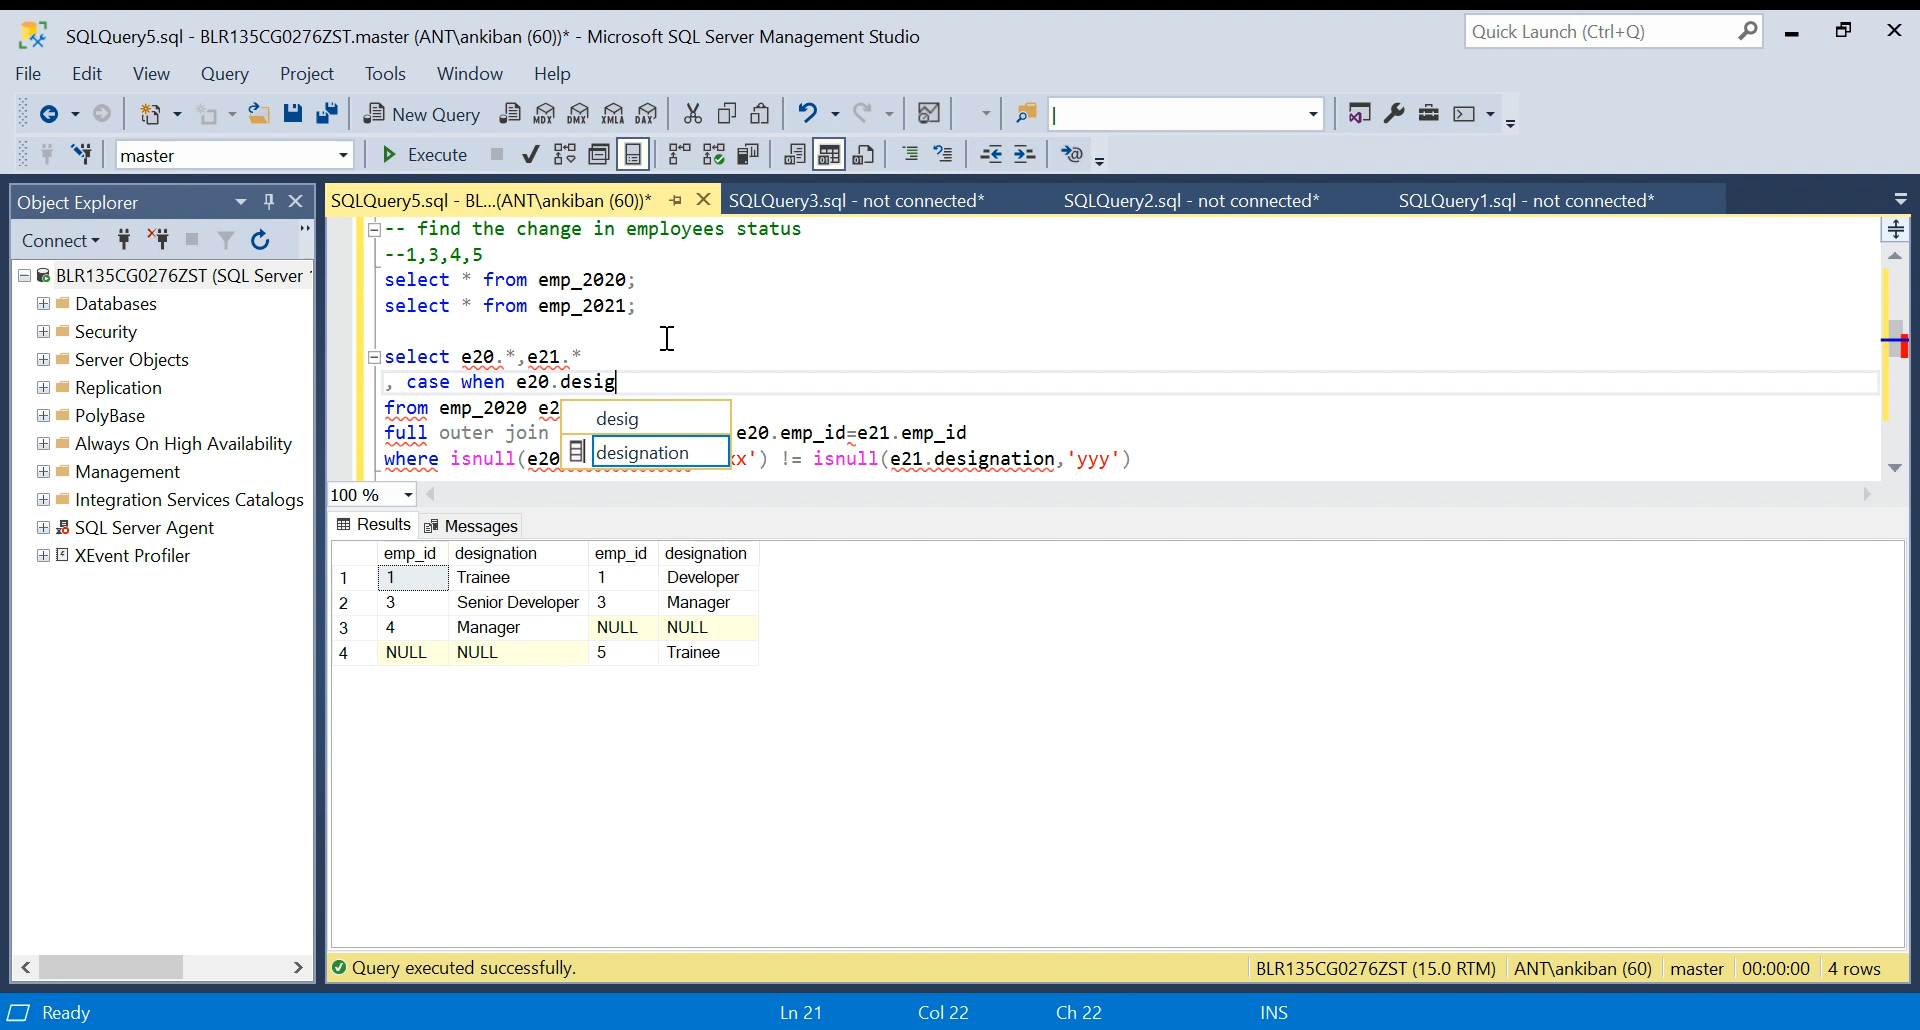 SQLQuery5.sql - BLR135CG0276ZST.master (ANT\ankiban (60))* - Microsoft SQL Server Management Studio
Quick Launch (Ctrl+Q)
File Edit View Query Project Tools Window Help
New Query MDX DMX XMLA DAX
master Execute
Object Explorer
SQLQuery5.sql - BL...(ANT\ankiban (60))* SQLQuery3.sql - not connected* SQLQuery2.sql - not connected* SQLQuery1.sql - not connected*
Connect
BLR135CG0276ZST (SQL Server
Databases
Security
Server Objects
Replication
PolyBase
Always On High Availability
Management
Integration Services Catalogs
SQL Server Agent
XEvent Profiler
-- find the change in employees status
--1,3,4,5
select * from emp_2020;
select * from emp_2021;
select e20.*,e21.*
, case when e20.desig
from emp_2020 e2
desig
full outer join e20.emp_id=e21.emp_id
designation
where isnull(e20 xx') != isnull(e21.designation,'yyy')
100 %
Results Messages
emp_id designation emp_id designation
1 1 Trainee 1 Developer
2 3 Senior Developer 3 Manager
3 4 Manager NULL NULL
4 NULL NULL 5 Trainee
Query executed successfully. BLR135CG0276ZST (15.0 RTM) ANT\ankiban (60) master 00:00:00 4 rows
Ready Ln 21 Col 22 Ch 22 INS